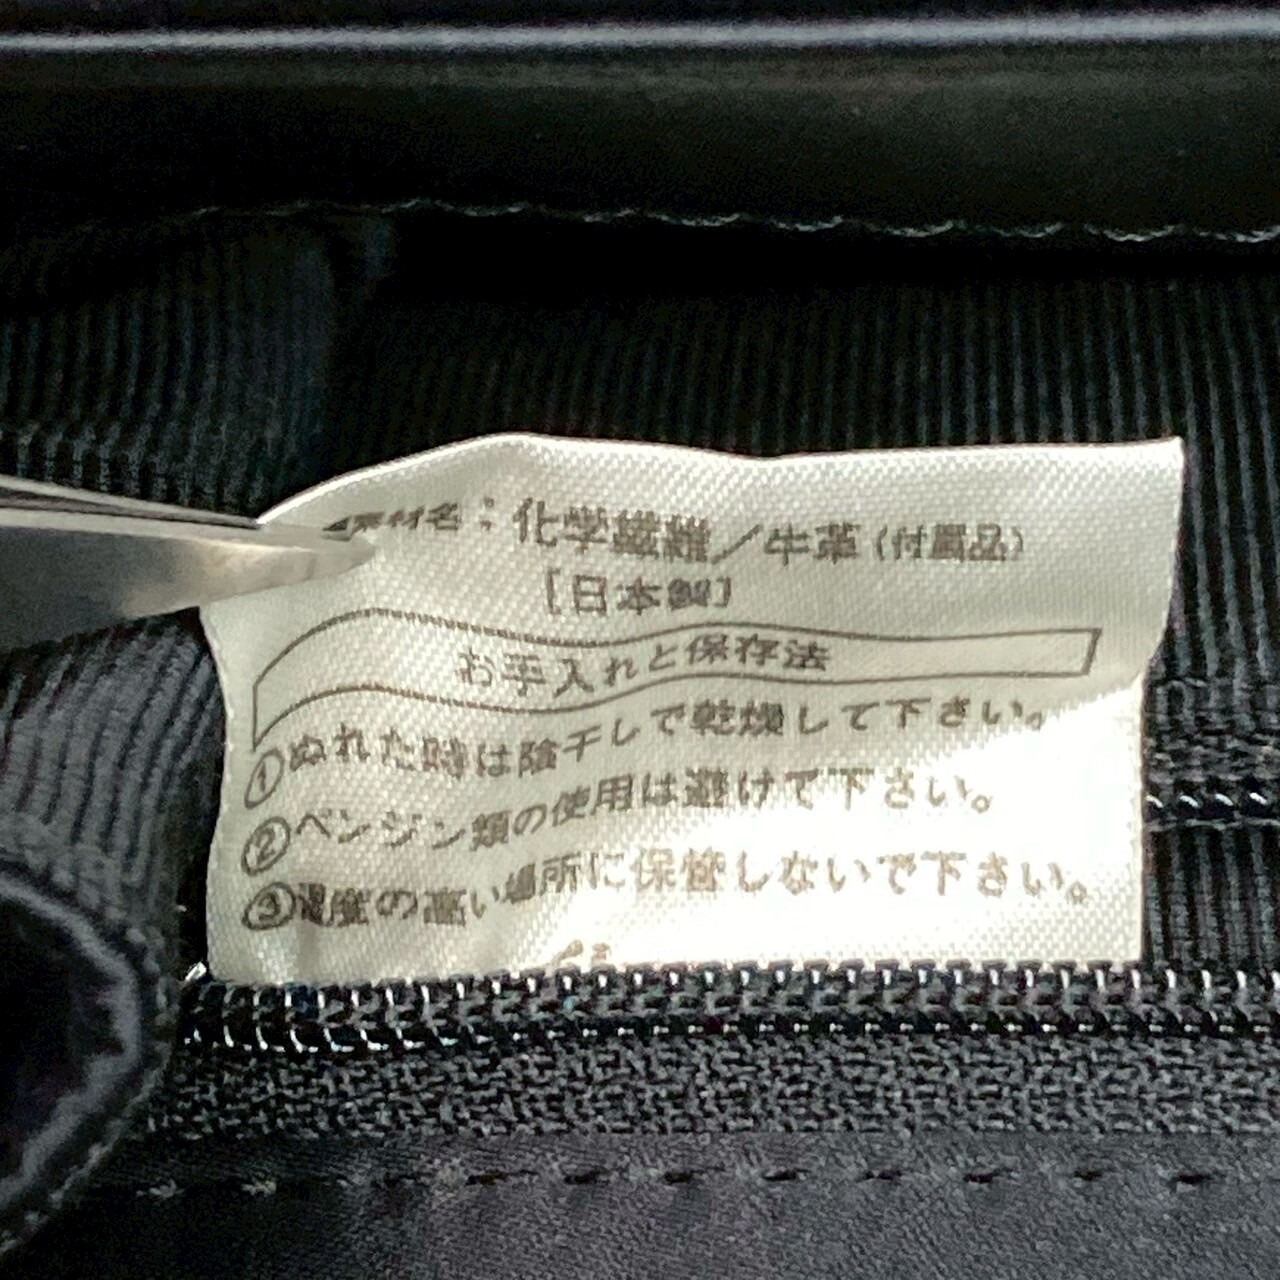 素材名：化学繊維／牛革（付属品）
［日本製］
お手入れと保存法
①ぬれた時は陰干しで乾燥して下さい。
②ベンジン類の使用は避けて下さい。
③湿度の高い場所に保管しないで下さい。